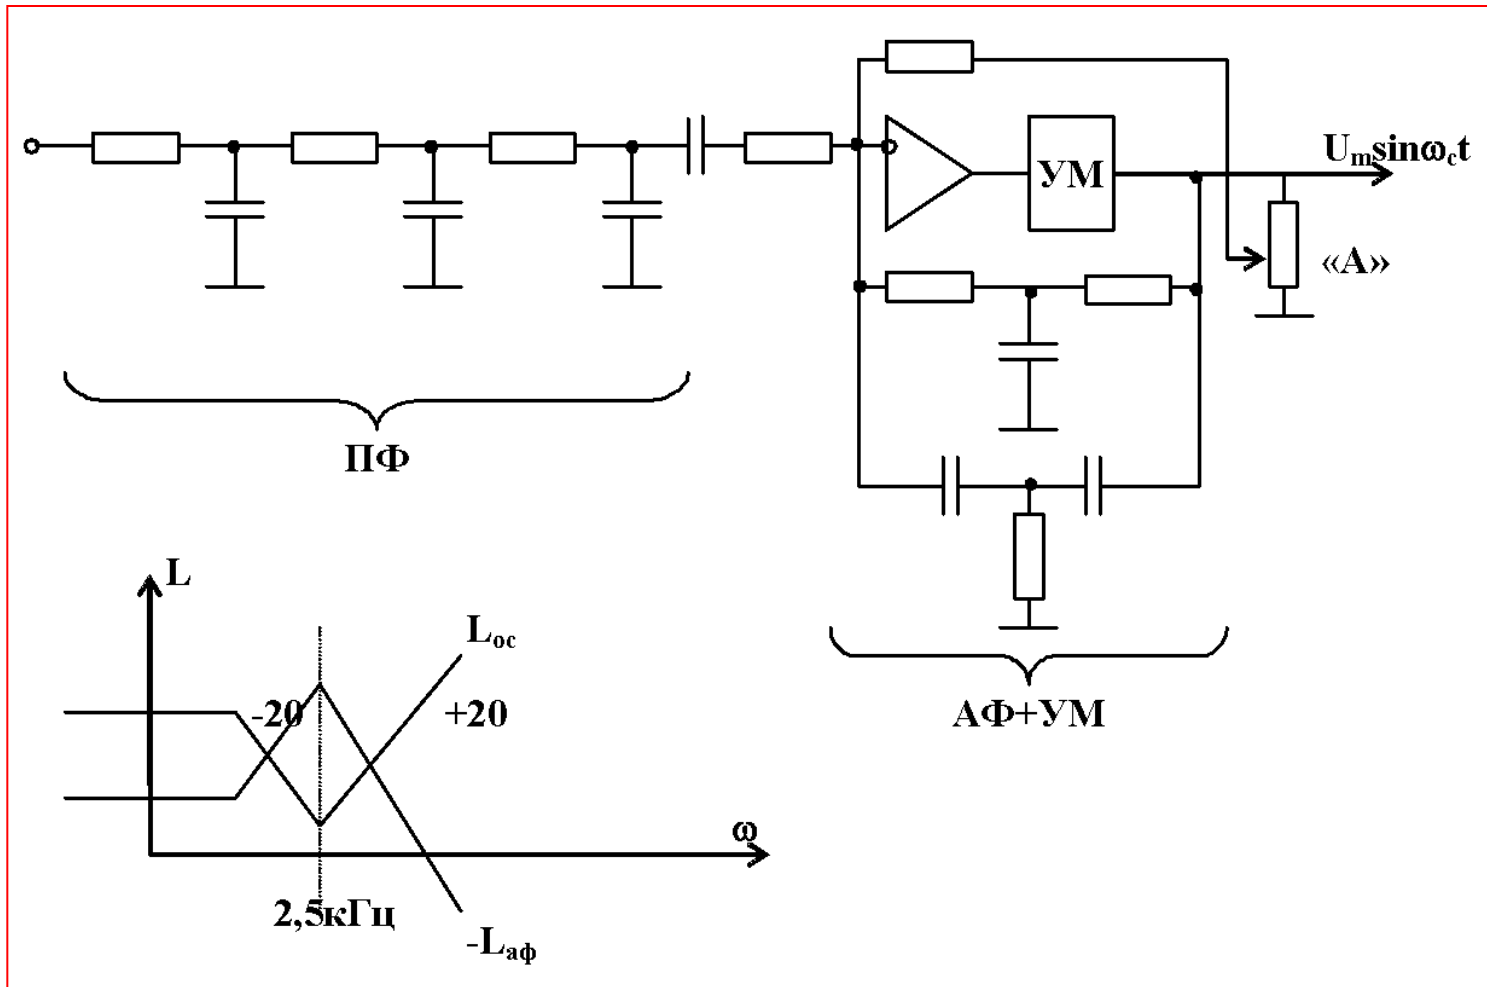 Umsinωct
УМ
«А»
ПФ
АФ+УМ
L
Lос
-20
+20
ω
2,5кГц
-Lаф